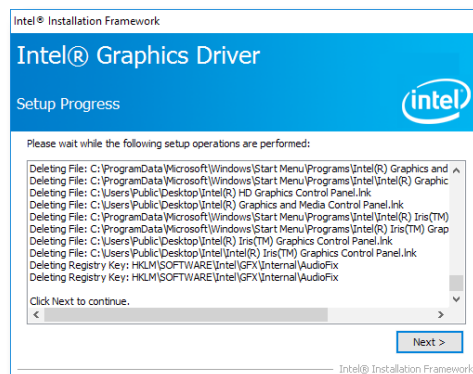 Intel® Installation Framework
Intel® Graphics Driver
Setup Progress
intel
Please wait while the following setup operations are performed:
Deleting File: C:\ProgramData\Microsoft\Windows\Start Menu\Programs\Intel(R) Graphics and
Deleting File: C:\ProgramData\Microsoft\Windows\Start Menu\Programs\Intel\Intel(R) Graphic
Deleting File: C:\Users\Public\Desktop\Intel(R) HD Graphics Control Panel.lnk
Deleting File: C:\Users\Public\Desktop\Intel(R) Graphics and Media Control Panel.lnk
Deleting File: C:\ProgramData\Microsoft\Windows\Start Menu\Programs\Intel(R) Iris(TM)
Deleting File: C:\ProgramData\Microsoft\Windows\Start Menu\Programs\Intel\Intel(R) Iris(TM) Grap
Deleting File: C:\Users\Public\Desktop\Intel(R) Iris(TM) Graphics Control Panel.lnk
Deleting File: C:\Users\Public\Desktop\Intel\Intel(R) Iris(TM) Graphics Control Panel.lnk
Deleting Registry Key: HKLM\SOFTWARE\Intel\GFX\Internal\AudioFix
Deleting Registry Key: HKLM\SOFTWARE\Intel\GFX\Internal\AudioFix
Click Next to continue.
Next >
Intel® Installation Framework